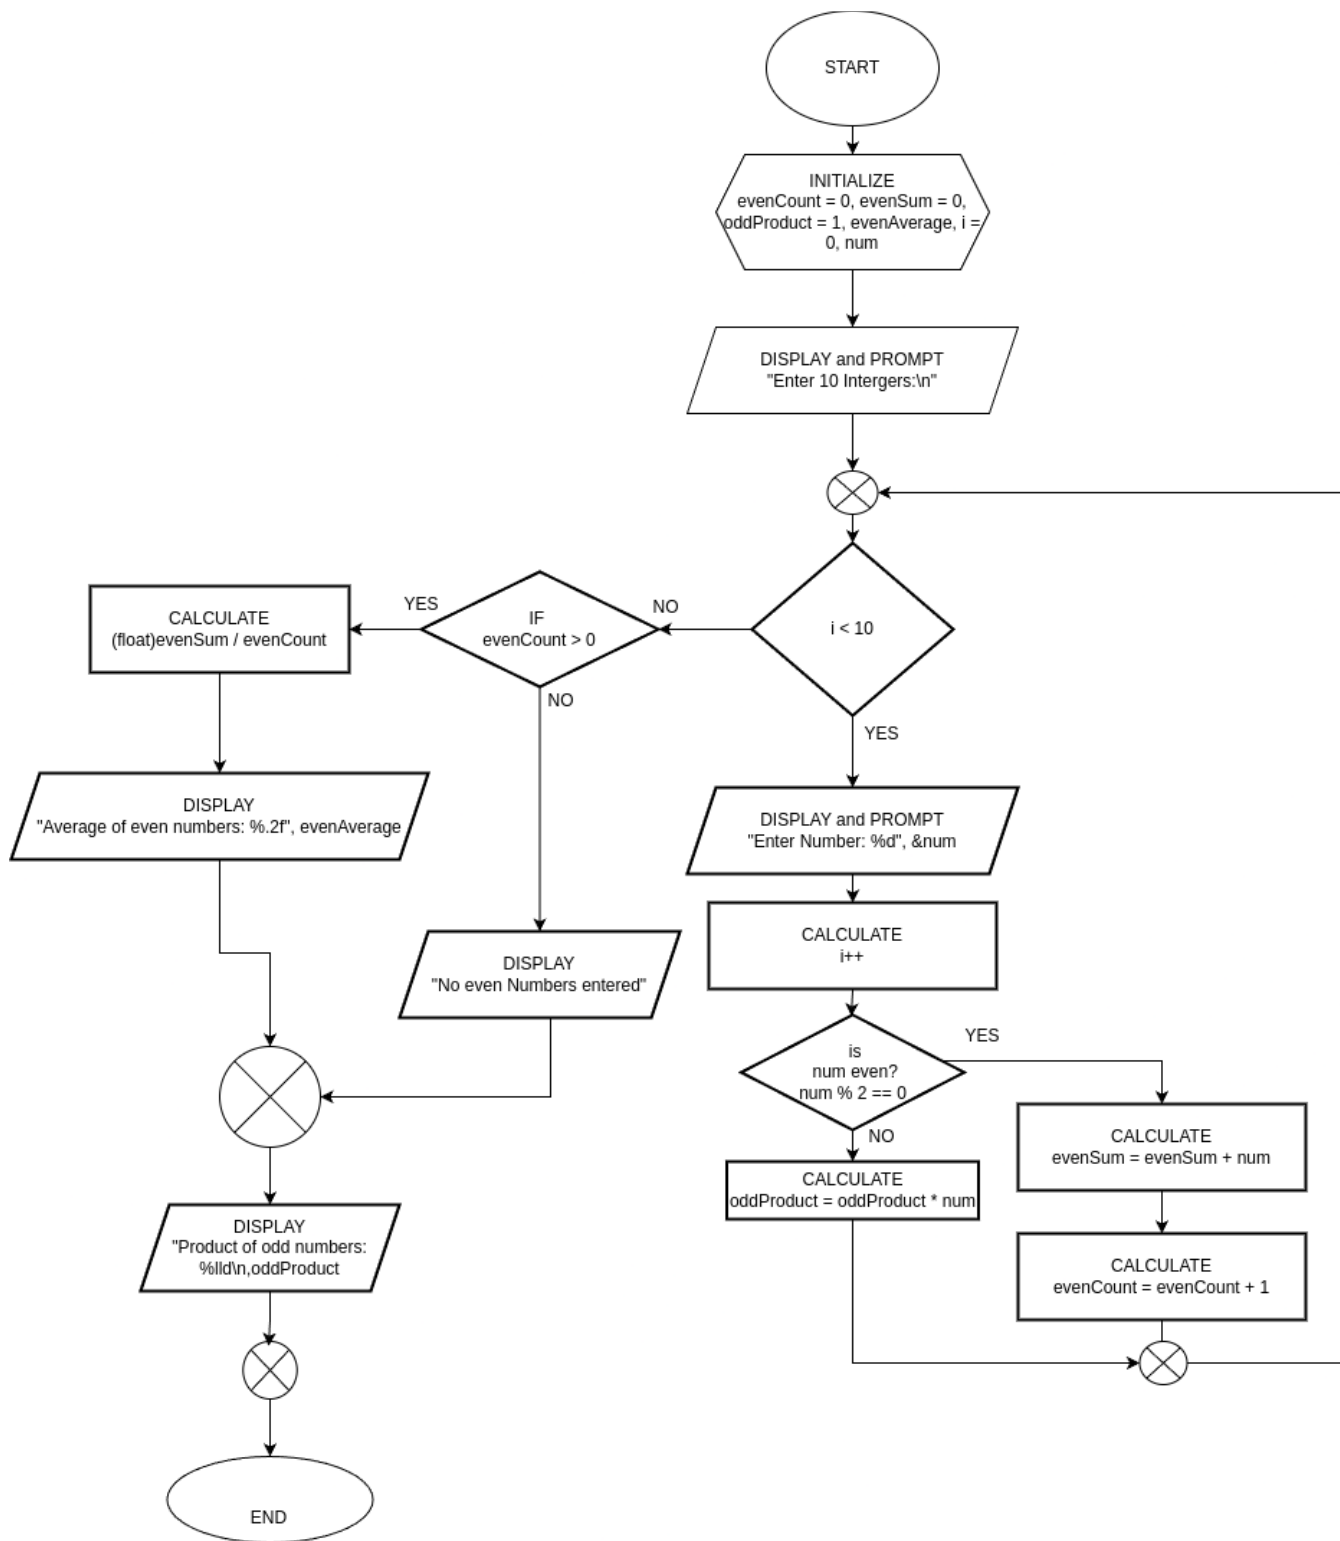 START
INITIALIZE
evenCount = 0, evenSum = 0,
oddProduct = 1, evenAverage, i =
0, num
DISPLAY and PROMPT
"Enter 10 Intergers:\n"
i < 10
NO
YES
IF
evenCount > 0
YES
NO
CALCULATE
(float)evenSum / evenCount
DISPLAY
"Average of even numbers: %.2f", evenAverage
DISPLAY
"No even Numbers entered"
DISPLAY and PROMPT
"Enter Number: %d", &num
CALCULATE
i++
is
num even?
num % 2 == 0
YES
NO
CALCULATE
oddProduct = oddProduct * num
CALCULATE
evenSum = evenSum + num
CALCULATE
evenCount = evenCount + 1
DISPLAY
"Product of odd numbers:
%lld\n,oddProduct
END